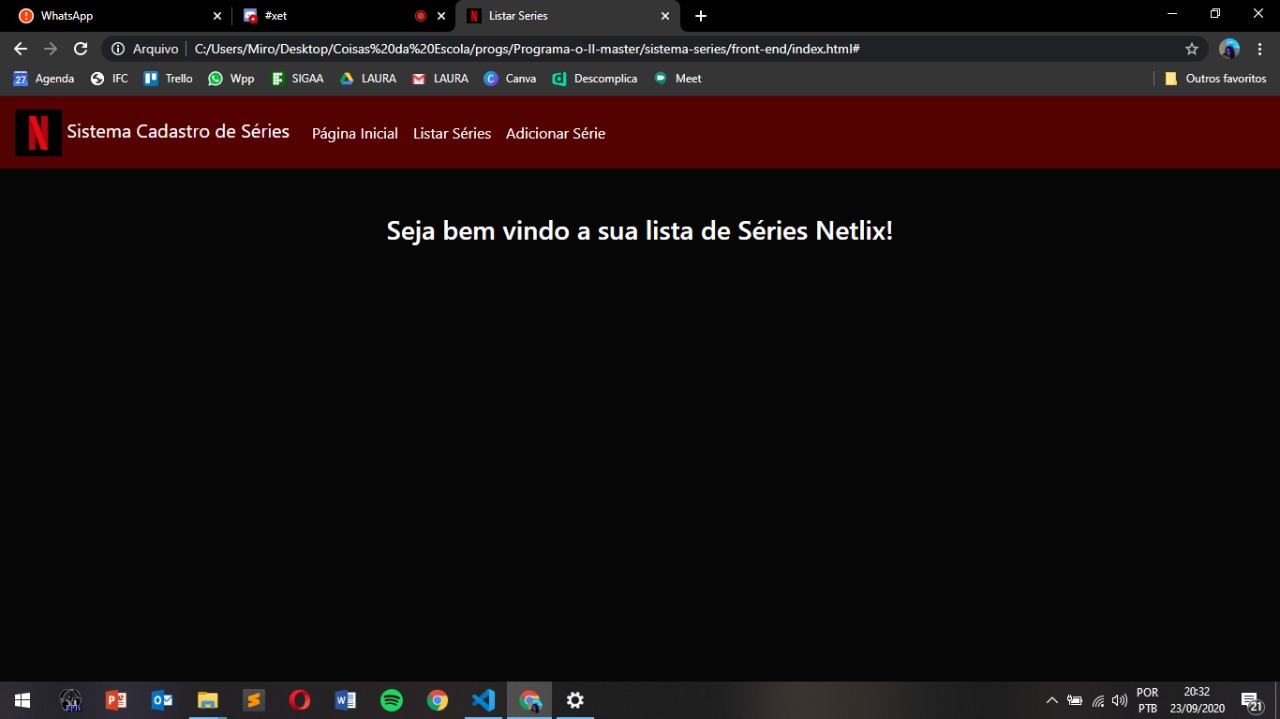 WhatsApp
#xet
Listar Series
Arquivo
C:/Users/Miro/Desktop/Coisas%20da%20Escola/progs/Programa-o-II-master/sistema-series/front-end/index.html#
27 Agenda IFC Trello Wpp SIGAA LAURA LAURA Canva Descomplica Meet Outros favoritos
N Sistema Cadastro de Séries Página Inicial Listar Séries Adicionar Série
Seja bem vindo a sua lista de Séries Netlix!
POR 20:32
PTB 23/09/2020 21